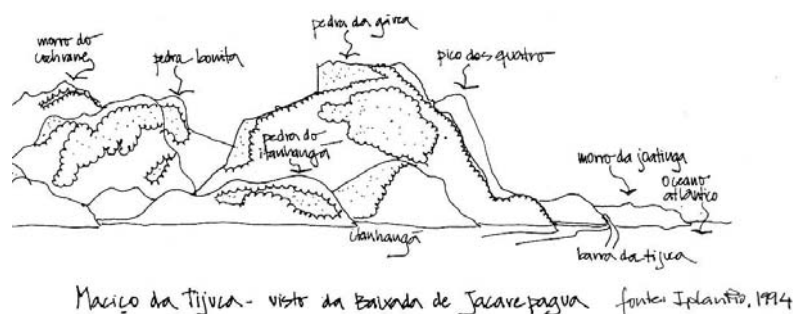 pedra da gávea
morro do
cochrane
pedra bonita
pico dos quatro
pedra do
itanhangá
morro da joatinga
oceano
atlântico
itanhangá
barra da tijuca
Maciço da Tijuca - visto da Baixada de Jacarepagua fonte: Iplanrio, 1994